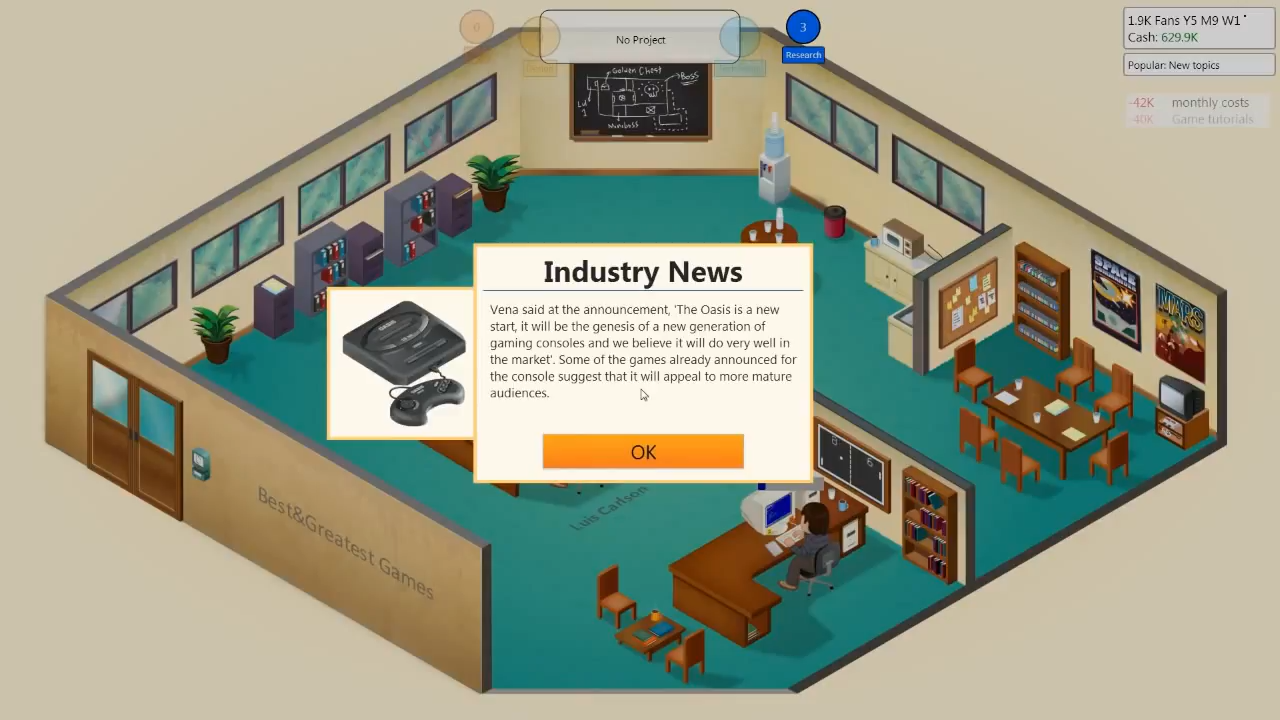 0
No Project
3
Research
1.9K Fans Y5 M9 W1
Cash: 629.9K
Popular: New topics
-42K monthly costs
-40K Game tutorials
Golden Chest
Boss
Lvl
1
Miniboss
SPACE
MARS
Industry News
Vena said at the announcement, 'The Oasis is a new
start, it will be the genesis of a new generation of
gaming consoles and we believe it will do very well in
the market'. Some of the games already announced for
the console suggest that it will appeal to more mature
audiences.
OK
Best&Greatest Games
Luis Carlson